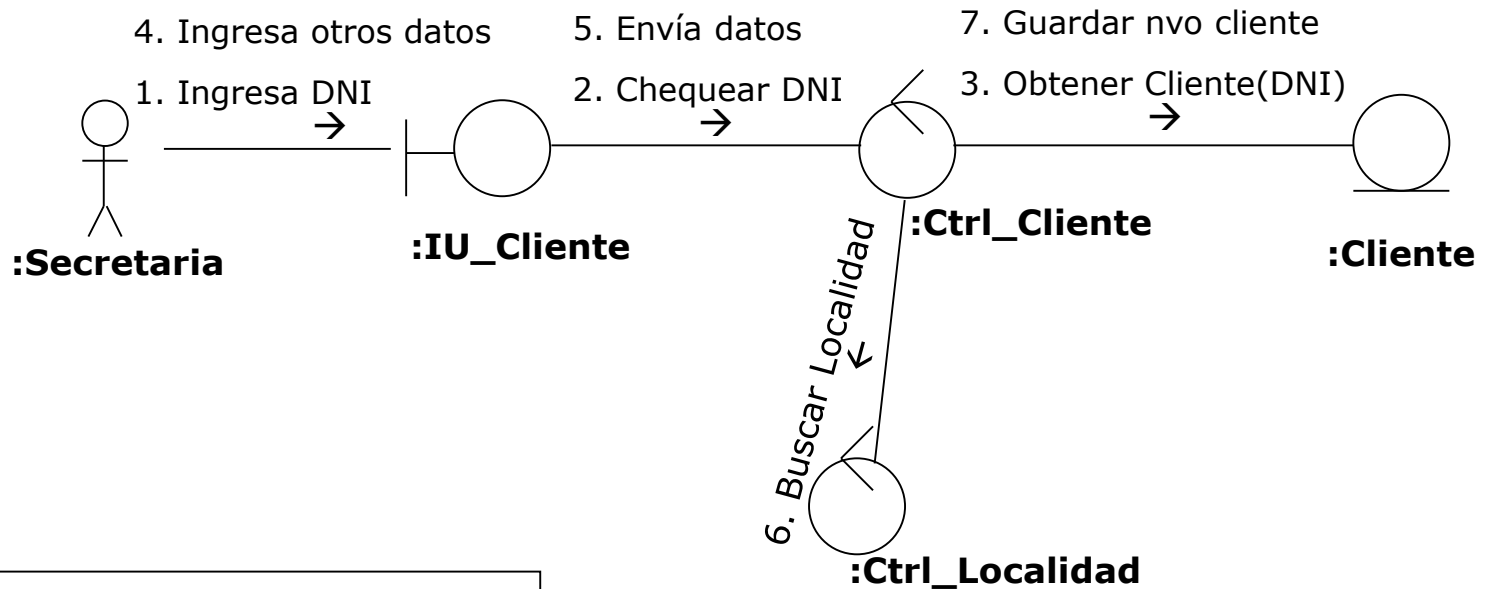 4. Ingresa otros datos
5. Envía datos
7. Guardar nvo cliente
1. Ingresa DNI
2. Chequear DNI
3. Obtener Cliente(DNI)
:Secretaria
:IU_Cliente
:Ctrl_Cliente
:Cliente
6. Buscar Localidad
:Ctrl_Localidad